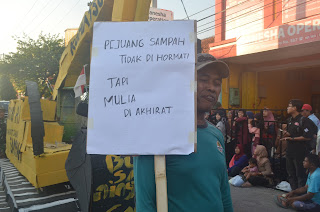 PEJUANG SAMPAH
TIDAK DI HORMATI
TAPI
MULIA
DI AKHIRAT